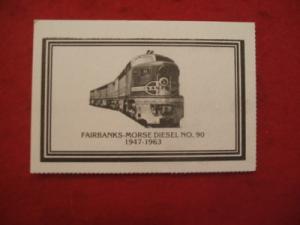 FAIRBANKS-MORSE DIESEL NO. 90
1947-1963